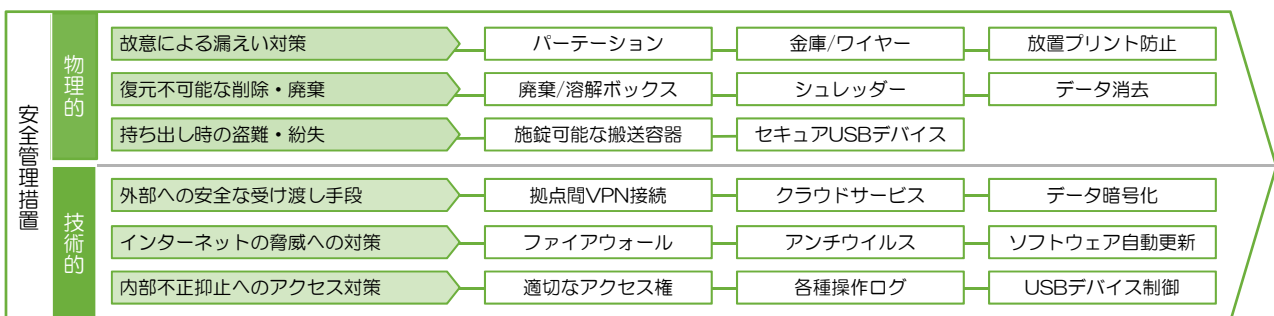 安全管理措置
物理的
故意による漏えい対策
パーテーション
金庫/ワイヤー
放置プリント防止
復元不可能な削除・廃棄
廃棄/溶解ボックス
シュレッダー
データ消去
持ち出し時の盗難・紛失
施錠可能な搬送容器
セキュアUSBデバイス
技術的
外部への安全な受け渡し手段
拠点間VPN接続
クラウドサービス
データ暗号化
インターネットの脅威への対策
ファイアウォール
アンチウイルス
ソフトウェア自動更新
内部不正抑止へのアクセス対策
適切なアクセス権
各種操作ログ
USBデバイス制御